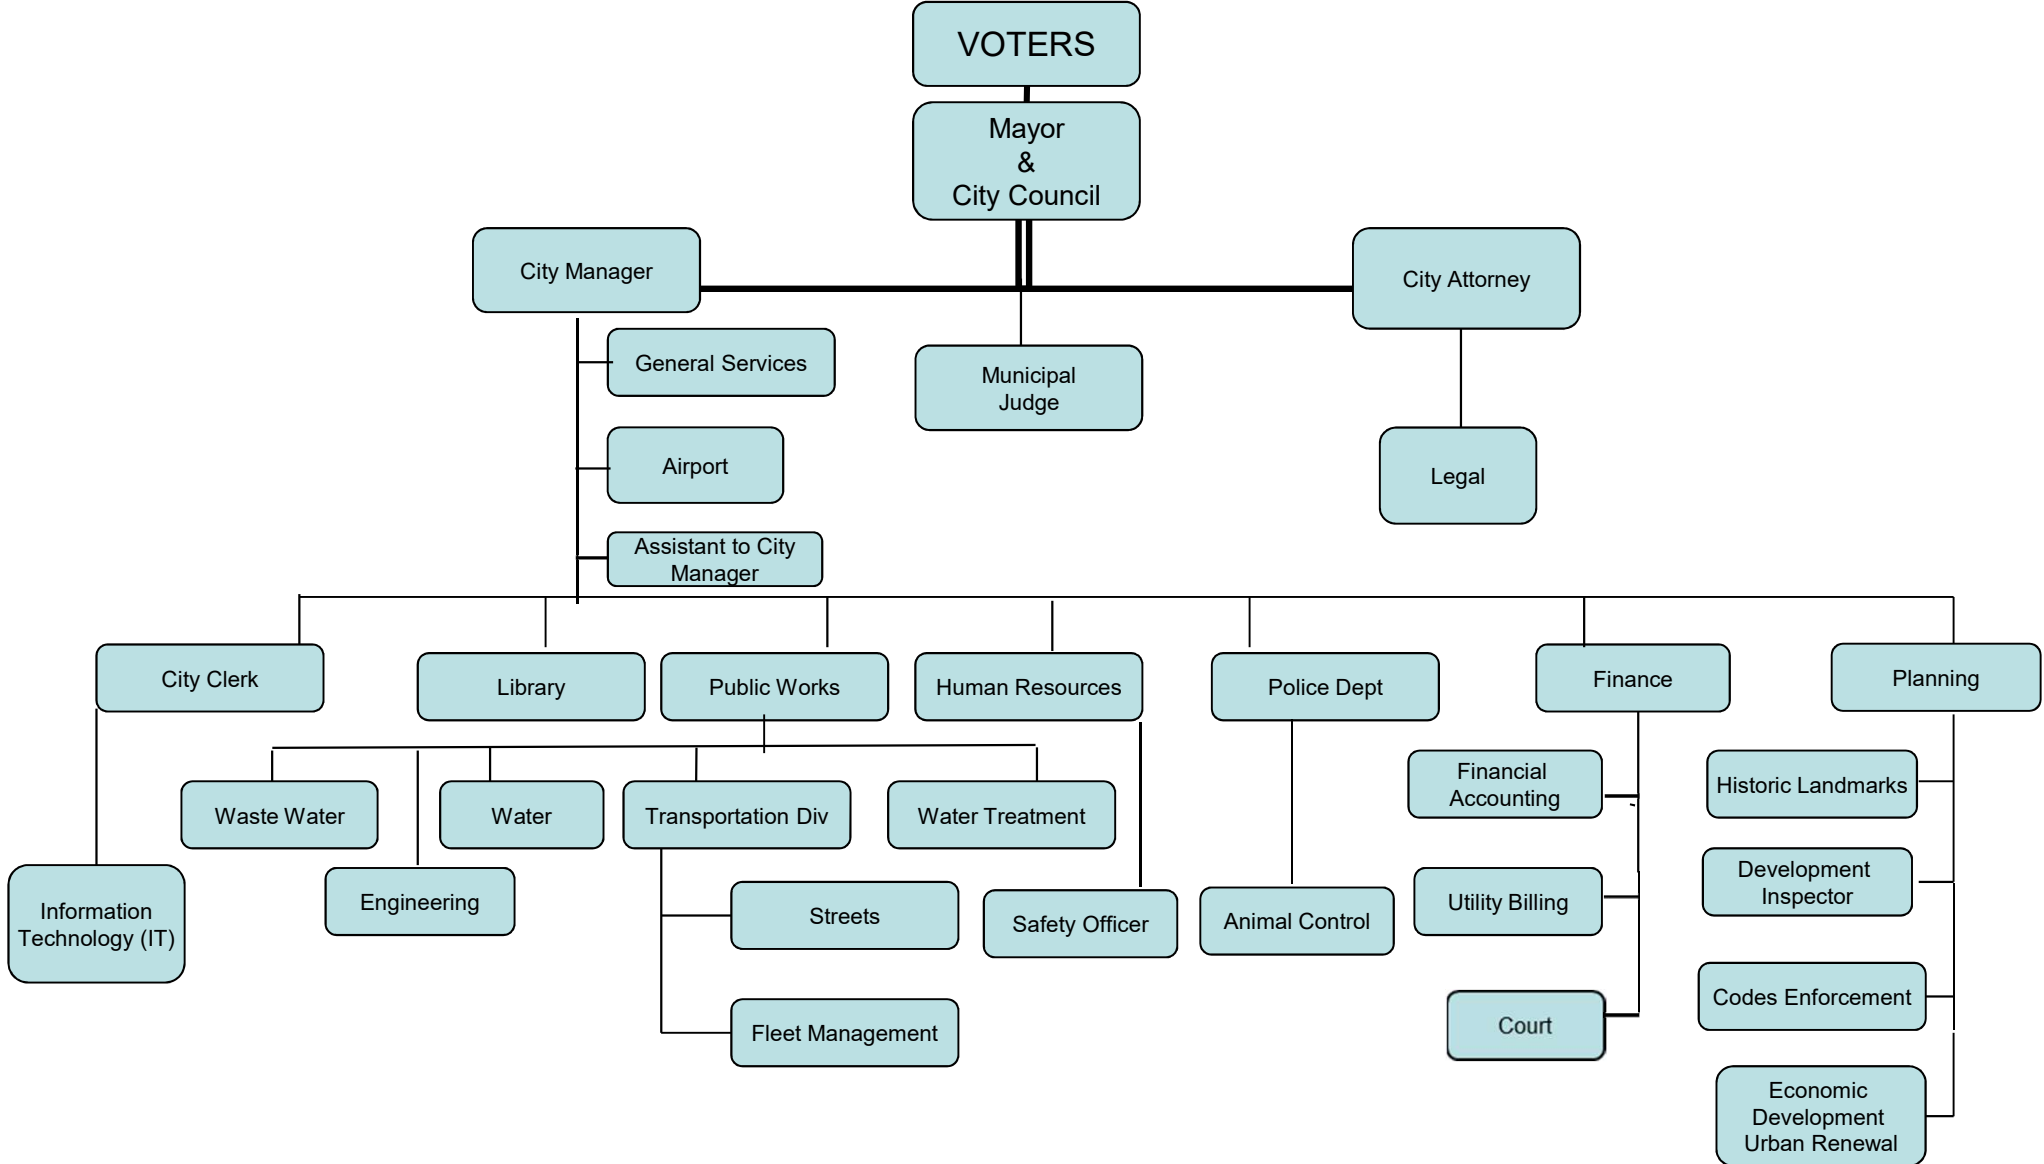 VOTERS
Mayor
&
City Council
City Manager
City Attorney
General Services
Municipal
Judge
Airport
Legal
Assistant to City
Manager
City Clerk
Library
Public Works
Human Resources
Police Dept
Finance
Planning
Waste Water
Water
Transportation Div
Water Treatment
Financial
Accounting
Historic Landmarks
Engineering
Information
Technology (IT)
Streets
Safety Officer
Animal Control
Utility Billing
Development
Inspector
Fleet Management
Court
Codes Enforcement
Economic
Development
Urban Renewal